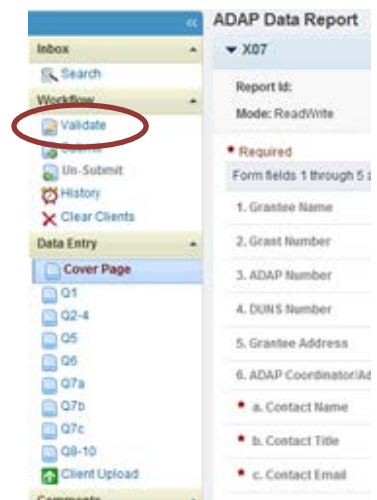 «
Inbox
Search
Workflow
Validate
Submit
Un-Submit
History
Clear Clients
Data Entry
Cover Page
Q1
Q2-4
Q5
Q6
Q7a
Q7b
Q7c
Q8-10
Client Upload
Comments
ADAP Data Report
X07
Report Id:
Mode: ReadWrite
* Required
Form fields 1 through 5
1. Grantee Name
2. Grant Number
3. ADAP Number
4. DUNS Number
5. Grantee Address
6. ADAP Coordinator/Ad
* a. Contact Name
* b. Contact Title
* c. Contact Email